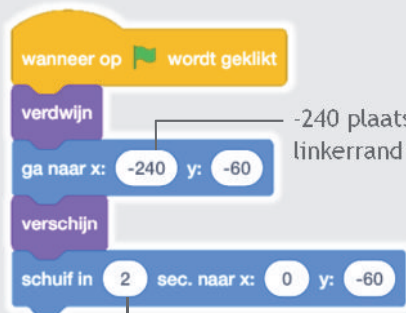 wanneer op wordt geklikt
verdwijn
-240 plaats
ga naar x: -240 y: -60
linkerrand
verschijn
schuif in 2 sec. naar x: 0 y: -60